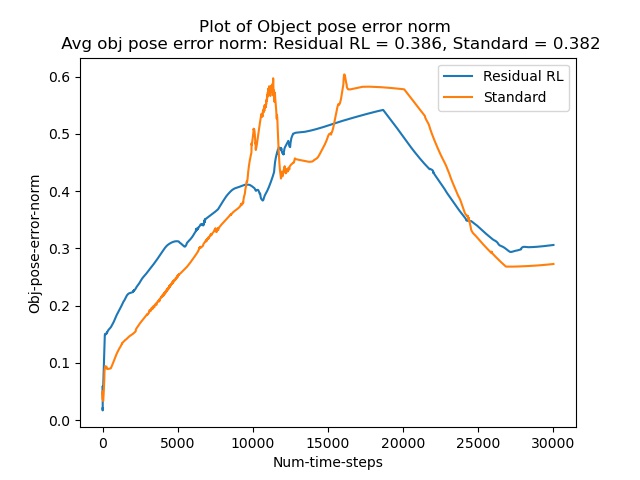 Plot of Object pose error norm
Avg obj pose error norm: Residual RL = 0.386, Standard = 0.382
Residual RL
Standard
Obj-pose-error-norm
0.6
0.5
0.4
0.3
0.2
0.1
0.0
0 5000 10000 15000 20000 25000 30000
Num-time-steps